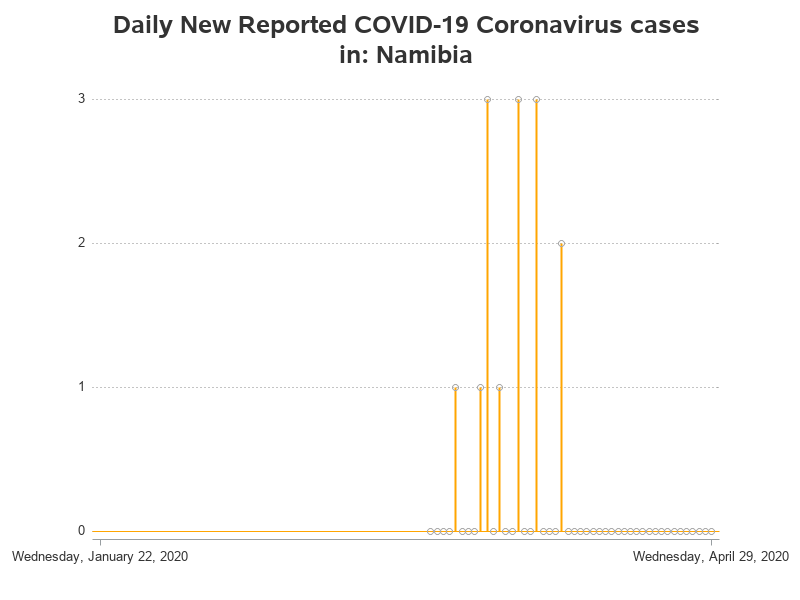 Daily New Reported COVID-19 Coronavirus cases
in: Namibia
3
2
1
0
Wednesday, January 22, 2020
Wednesday, April 29, 2020